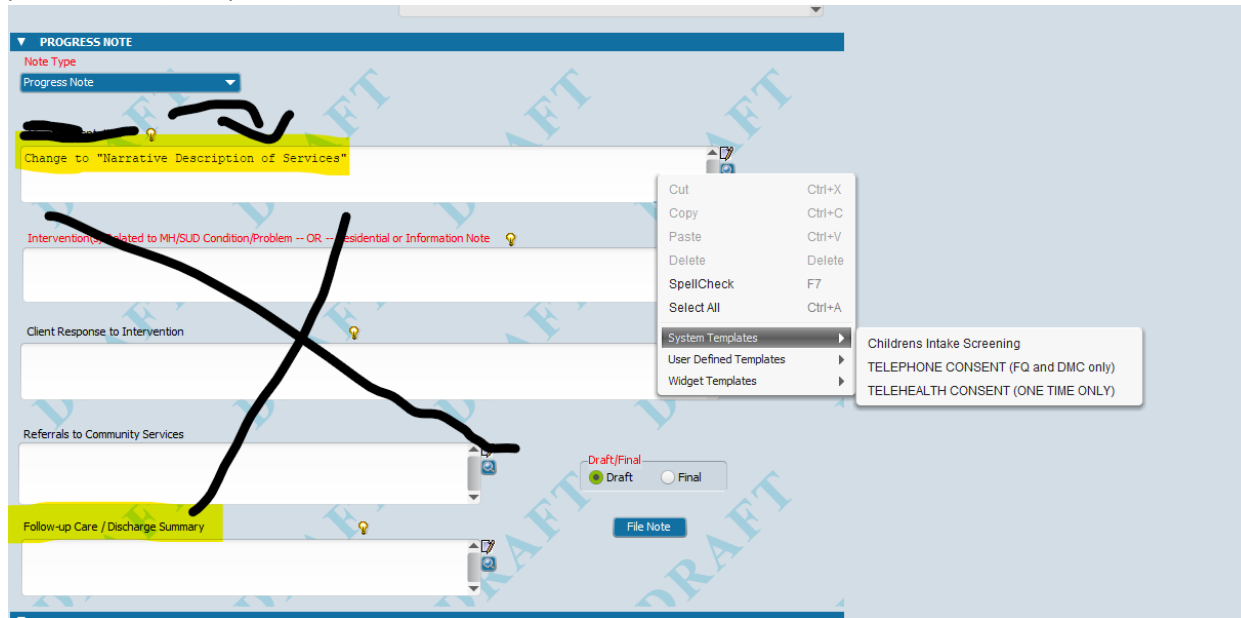 PROGRESS NOTE
Note Type
Progress Note
Change to "Narrative Description of Services"
Cut Ctrl+X
Copy Ctrl+C
Paste Ctrl+V
Delete Delete
SpellCheck F7
Select All Ctrl+A
System Templates
User Defined Templates
Widget Templates
Childrens Intake Screening
TELEPHONE CONSENT (FQ and DMC only)
TELEHEALTH CONSENT (ONE TIME ONLY)
Intervention(s) Related to MH/SUD Condition/Problem -- OR -- Residential or Information Note
Client Response to Intervention
Referrals to Community Services
Draft/Final
Draft Final
Follow-up Care / Discharge Summary
File Note
DRAFT